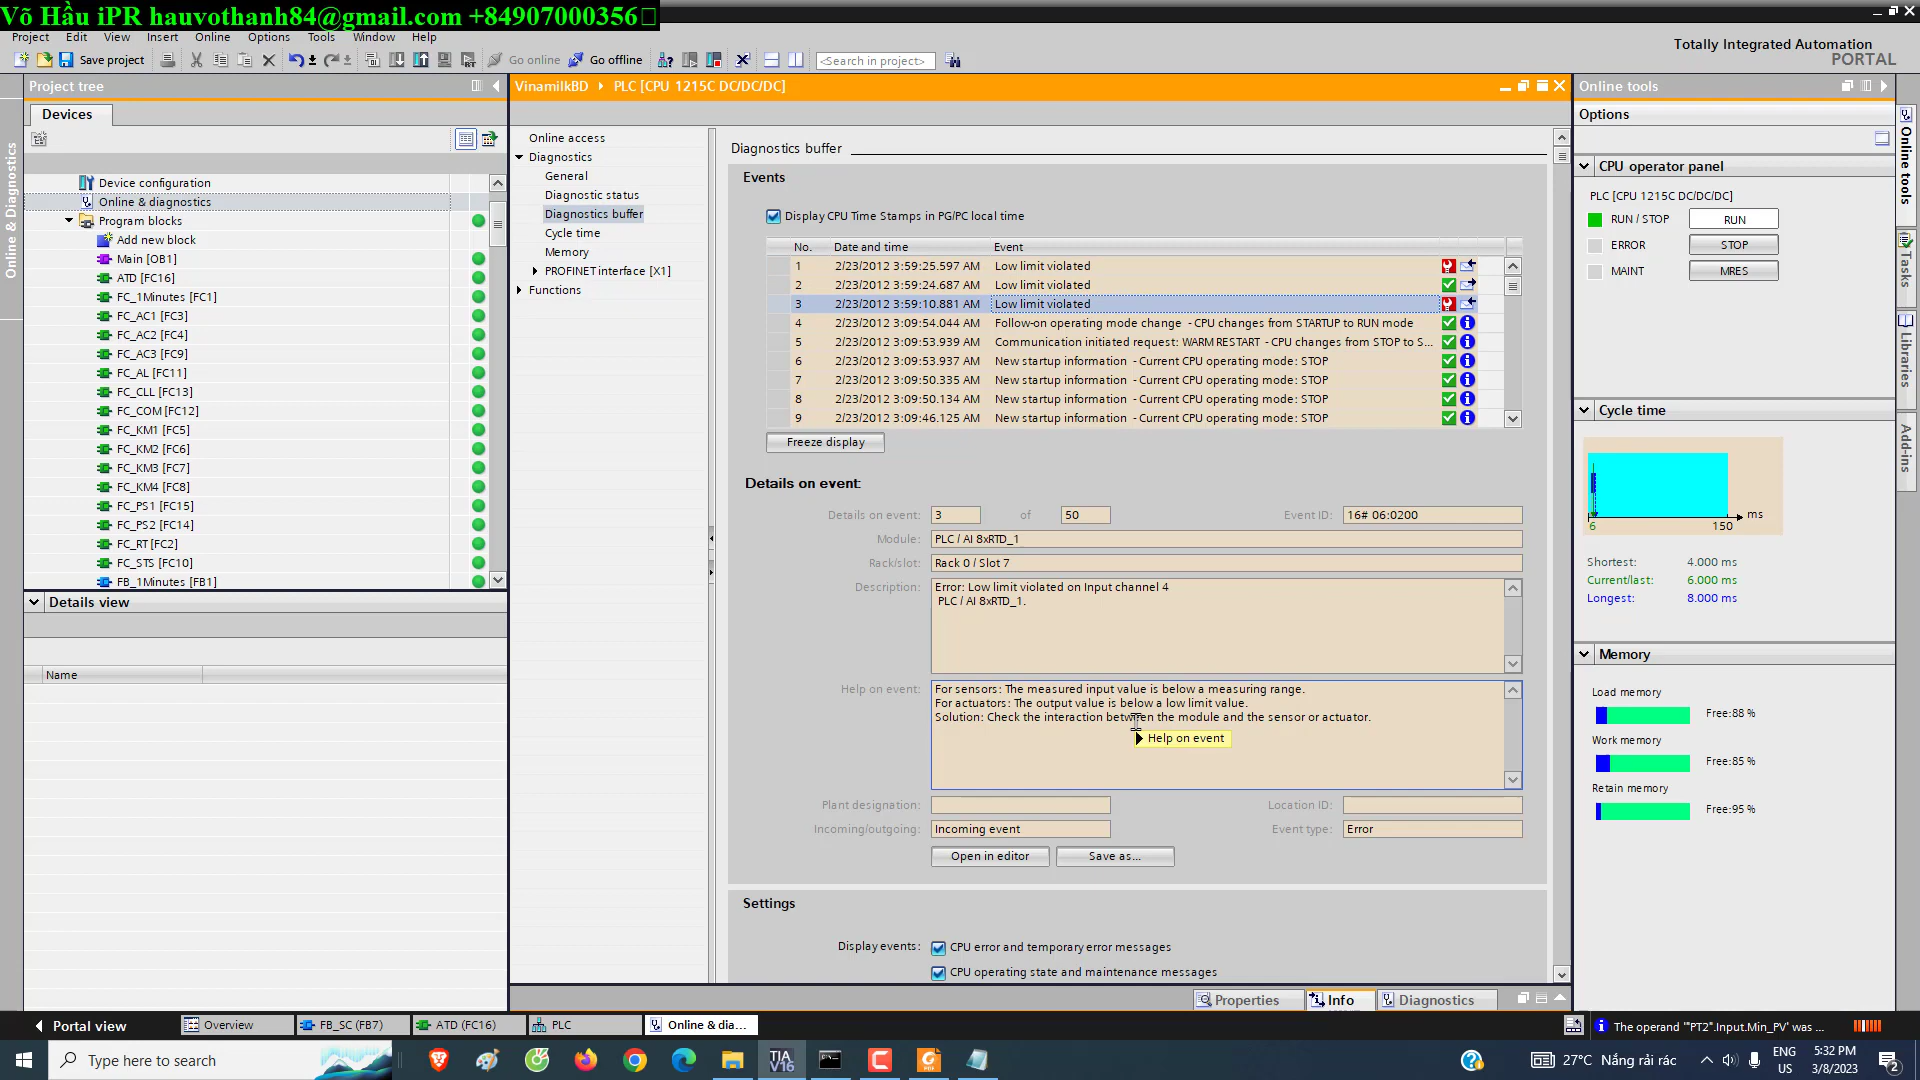 Võ Hầu iPR hauvothanh84@gmail.com +84907000356
Project Edit View Insert Online Options Tools Window Help
Totally Integrated Automation
PORTAL
Save project
Go online
Go offline
<Search in project>
Project tree
VinamilkBD
PLC [CPU 1215C DC/DC/DC]
Online tools
Devices
Options
Online & Diagnostics
Device configuration
Online & diagnostics
Program blocks
Add new block
Main [OB1]
ATD [FC16]
FC_1Minutes [FC1]
FC_AC1 [FC3]
FC_AC2 [FC4]
FC_AC3 [FC9]
FC_AL [FC11]
FC_CLL [FC13]
FC_COM [FC12]
FC_KM1 [FC5]
FC_KM2 [FC6]
FC_KM3 [FC7]
FC_KM4 [FC8]
FC_PS1 [FC15]
FC_PS2 [FC14]
FC_RT [FC2]
FC_STS [FC10]
FB_1Minutes [FB1]
Details view
Name
Online access
Diagnostics
General
Diagnostic status
Diagnostics buffer
Cycle time
Memory
PROFINET interface [X1]
Functions
Diagnostics buffer
Events
Display CPU Time Stamps in PG/PC local time
No. Date and time Event
1 2/23/2012 3:59:25.597 AM Low limit violated
2 2/23/2012 3:59:24.687 AM Low limit violated
3 2/23/2012 3:59:10.881 AM Low limit violated
4 2/23/2012 3:09:54.044 AM Follow-on operating mode change - CPU changes from STARTUP to RUN mode
5 2/23/2012 3:09:53.939 AM Communication initiated request: WARM RESTART - CPU changes from STOP to S...
6 2/23/2012 3:09:53.937 AM New startup information - Current CPU operating mode: STOP
7 2/23/2012 3:09:50.335 AM New startup information - Current CPU operating mode: STOP
8 2/23/2012 3:09:50.134 AM New startup information - Current CPU operating mode: STOP
9 2/23/2012 3:09:46.125 AM New startup information - Current CPU operating mode: STOP
Freeze display
Details on event:
Details on event: 3 of 50 Event ID: 16# 06:0200
Module: PLC / AI 8xRTD_1
Rack/slot: Rack 0 / Slot 7
Description: Error: Low limit violated on Input channel 4
PLC / AI 8xRTD_1.
Help on event: For sensors: The measured input value is below a measuring range.
For actuators: The output value is below a low limit value.
Solution: Check the interaction between the module and the sensor or actuator.
Help on event
Plant designation: Location ID:
Incoming/outgoing: Incoming event Event type: Error
Open in editor Save as...
Settings
Display events: CPU error and temporary error messages
CPU operating state and maintenance messages
Properties Info Diagnostics
CPU operator panel
PLC [CPU 1215C DC/DC/DC]
RUN / STOP RUN
ERROR STOP
MAINT MRES
Cycle time
ms
6 150
Shortest: 4.000 ms
Current/last: 6.000 ms
Longest: 8.000 ms
Memory
Load memory
Free:88 %
Work memory
Free:85 %
Retain memory
Free:95 %
Online tools
Tasks
Libraries
Add-ins
Portal view Overview FB_SC (FB7) ATD (FC16) PLC Online & dia...
The operand '"PT2".Input.Min_PV' was ...
Type here to search
TIA
V16
27°C Nắng rải rác
ENG
US
5:32 PM
3/8/2023
2